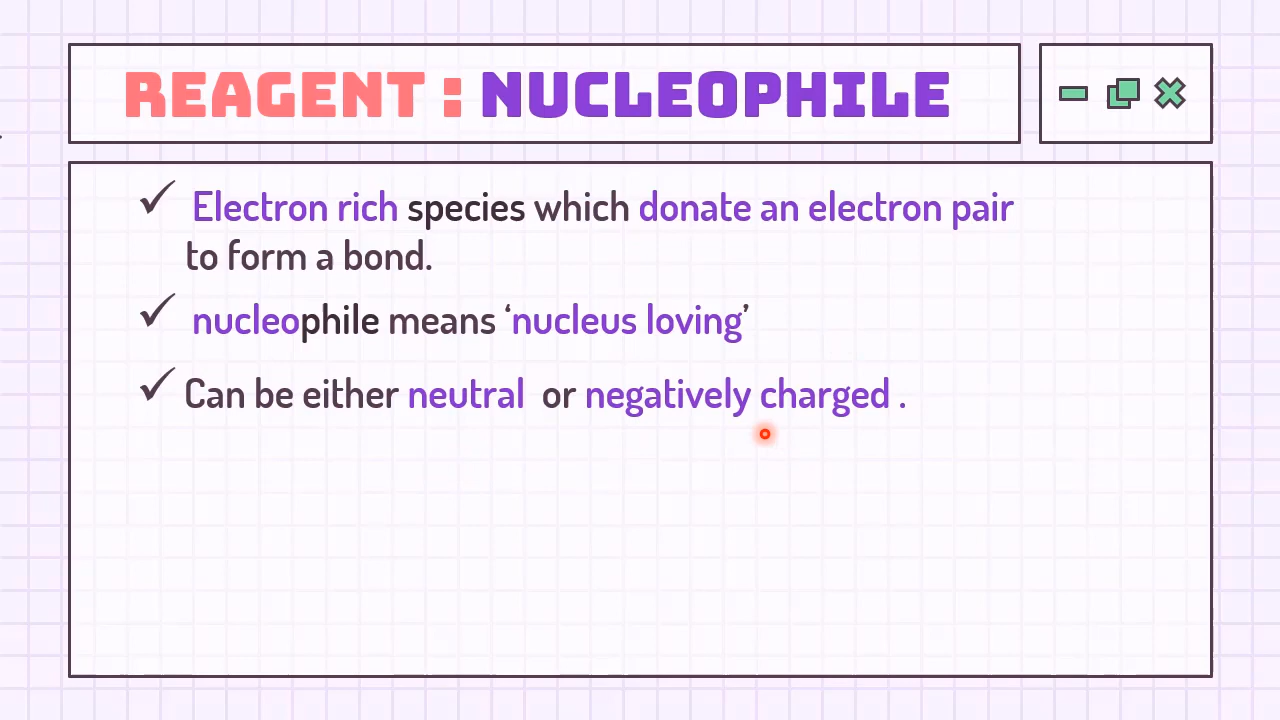 REAGENT : NUCLEOPHILE
✓ Electron rich species which donate an electron pair
to form a bond.
✓ nucleophile means ‘nucleus loving’
✓ Can be either neutral or negatively charged .